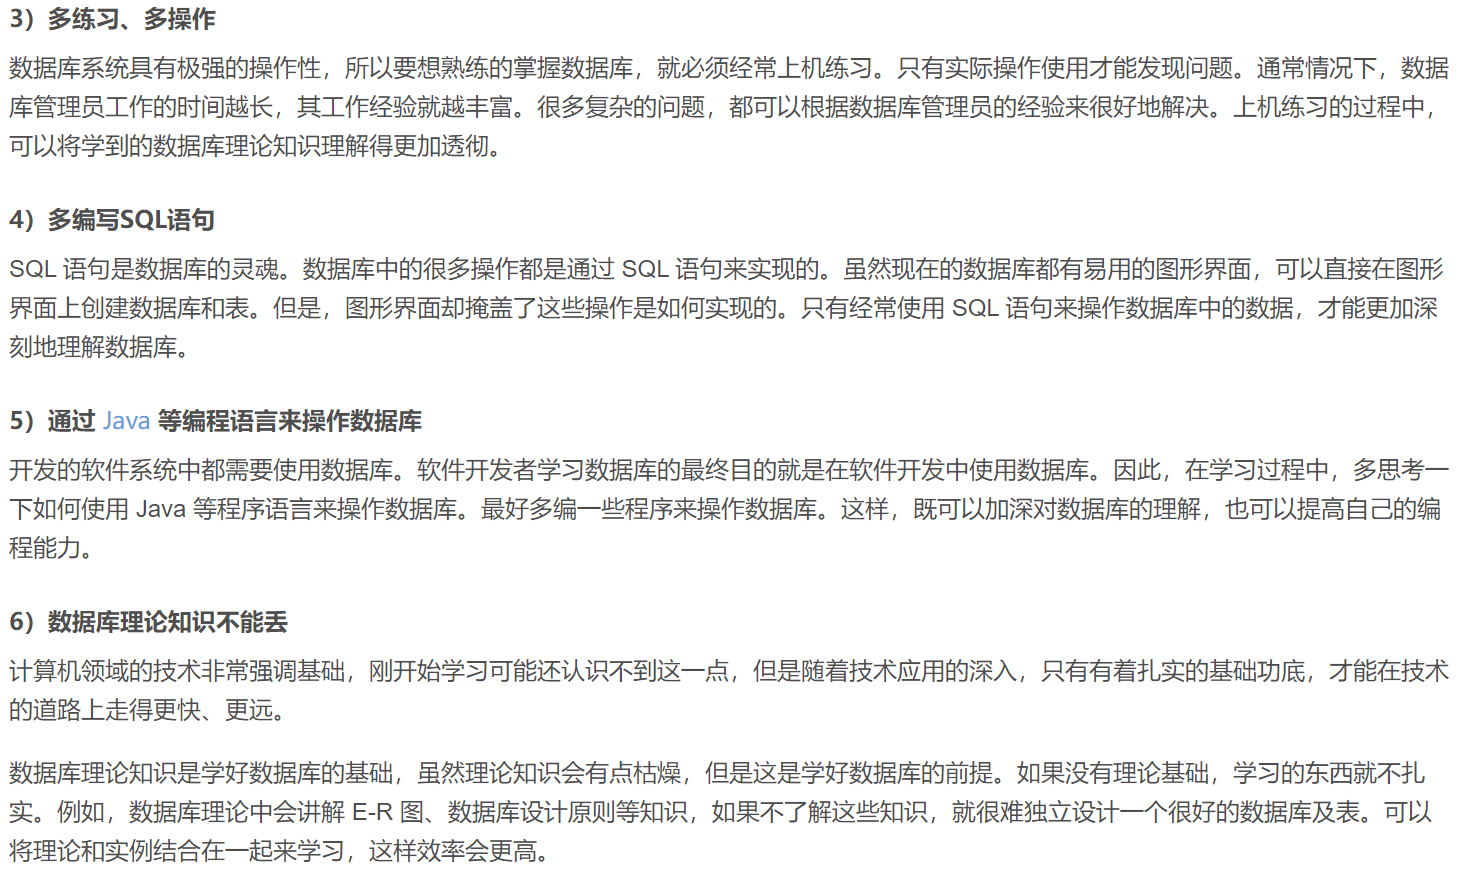 3）多练习、多操作
数据库系统具有极强的操作性，所以要想熟练的掌握数据库，就必须经常上机练习。只有实际操作使用才能发现问题。通常情况下，数据
库管理员工作的时间越长，其工作经验就越丰富。很多复杂的问题，都可以根据数据库管理员的经验来很好地解决。上机练习的过程中，
可以将学到的数据库理论知识理解得更加透彻。
4）多编写SQL语句
SQL 语句是数据库的灵魂。数据库中的很多操作都是通过 SQL 语句来实现的。虽然现在的数据库都有易用的图形界面，可以直接在图形
界面上创建数据库和表。但是，图形界面却掩盖了这些操作是如何实现的。只有经常使用 SQL 语句来操作数据库中的数据，才能更加深
刻地理解数据库。
5）通过 Java 等编程语言来操作数据库
开发的软件系统中都需要使用数据库。软件开发者学习数据库的最终目的就是在软件开发中使用数据库。因此，在学习过程中，多思考一
下如何使用 Java 等程序语言来操作数据库。最好多编一些程序来操作数据库。这样，既可以加深对数据库的理解，也可以提高自己的编
程能力。
6）数据库理论知识不能丢
计算机领域的技术非常强调基础，刚开始学习可能还认识不到这一点，但是随着技术应用的深入，只有有着扎实的基础功底，才能在技术
的道路上走得更快、更远。
数据库理论知识是学好数据库的基础，虽然理论知识会有点枯燥，但是这是学好数据库的前提。如果没有理论基础，学习的东西就不扎
实。例如，数据库理论中会讲解 E-R 图、数据库设计原则等知识，如果不了解这些知识，就很难独立设计一个很好的数据库及表。可以
将理论和实例结合在一起来学习，这样效率会更高。